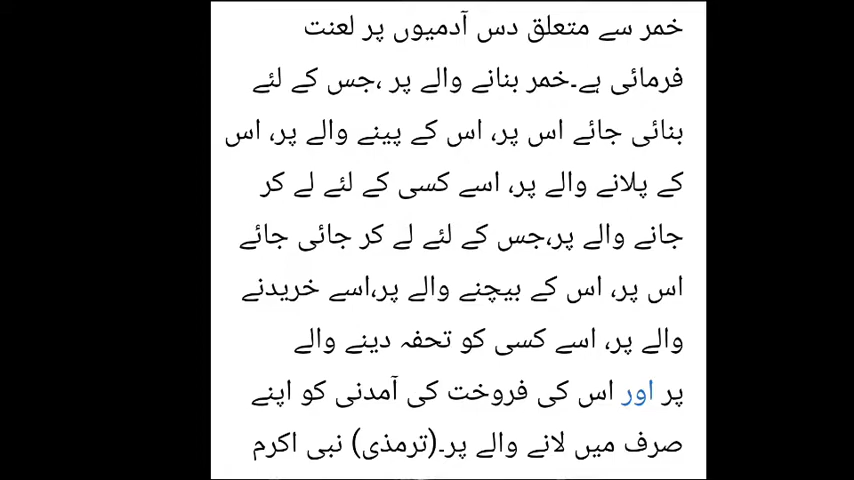 خمر سے متعلق دس آدمیوں پر لعنت
فرمائی ہے۔خمر بنانے والے پر ،جس کے لئے
بنائی جائے اس پر، اس کے پینے والے پر، اس
کے پلانے والے پر، اسے کسی کے لئے لے کر
جانے والے پر،جس کے لئے لے کر جائی جائے
اس پر، اس کے بیچنے والے پر،اسے خریدنے
والے پر، اسے کسی کو تحفہ دینے والے
پر اور اس کی فروخت کی آمدنی کو اپنے
صرف میں لانے والے پر۔(ترمذی) نبی اکرم